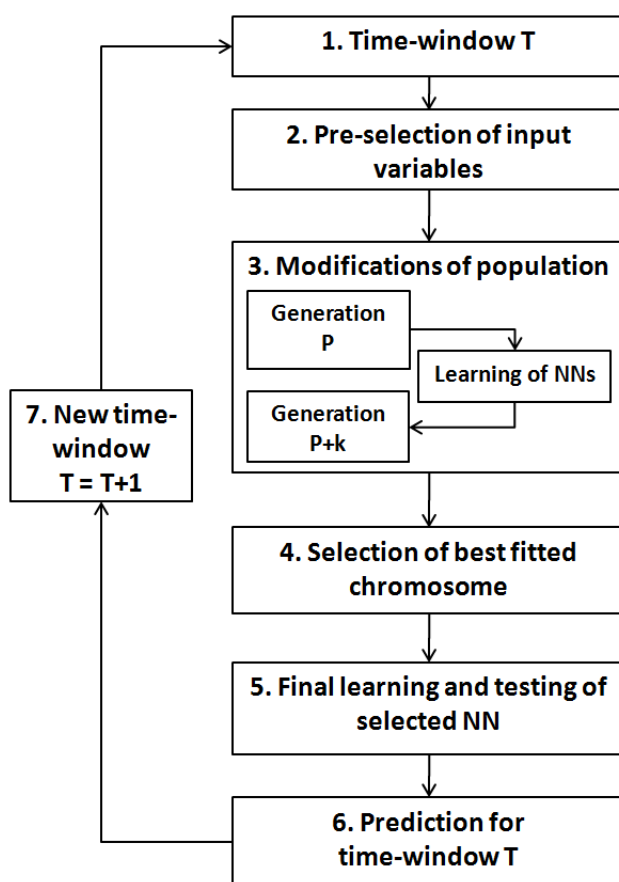 1. Time-window T
2. Pre-selection of input
variables
3. Modifications of population
Generation
P
Learning of NNs
Generation
P+k
4. Selection of best fitted
chromosome
5. Final learning and testing of
selected NN
6. Prediction for
time-window T
7. New time-
window
T = T+1